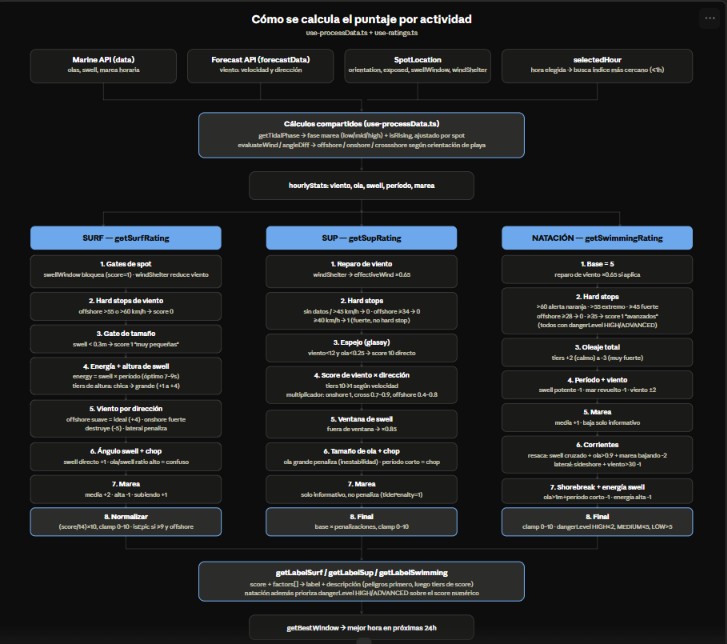 Cómo se calcula el puntaje por actividad
use-processData.ts + use-ratings.ts
Marine API (data)
olas, swell, marea horaria
Forecast API (forecastData)
viento: velocidad y dirección
SpotLocation
orientation, exposed, swellWindow, windShelter
selectedHour
hora elegida → busca índice más cercano (<1h)
Cálculos compartidos (use-processData.ts)
getTidalPhase → fase marea (low/mid/high) + isRising, ajustado por spot
evaluateWind / angleDiff → offshore / onshore / crossshore según orientación de playa
hourlyStats: viento, ola, swell, período, marea
SURF — getSurfRating
1. Gates de spot
swellWindow bloquea (score=1) · windShelter reduce viento
2. Hard stops de viento
offshore >55 o >60 km/h → score 0
3. Gate de tamaño
swell < 0.3m → score 1 "muy pequeñas"
4. Energía + altura de swell
energy = swell × período (óptimo 7-9s)
tiers de altura: chica → grande (+1 a +4)
5. Viento por dirección
offshore suave = ideal (+4) · onshore fuerte
destruye (-5) · lateral penaliza
6. Ángulo swell + chop
swell directo +1 · ola/swell ratio alto = confuso
7. Marea
media +2 · alta -1 · subiendo +1
8. Normalizar
(score/14)×10, clamp 0-10 · isEpic si ≥9 y offshore
SUP — getSupRating
1. Reparo de viento
windShelter → effectiveWind ×0.65
2. Hard stops
sin datos / >45 km/h → 0 · offshore ≥34 → 0
≥40 km/h → 1 (fuerte, no hard stop)
3. Espejo (glassy)
viento<12 y ola<0.25 → score 10 directo
4. Score de viento × dirección
tiers 10→1 según velocidad
multiplicador: onshore 1, cross 0.7-0.9, offshore 0.4-0.8
5. Ventana de swell
fuera de ventana → ×0.85
6. Tamaño de ola + chop
ola grande penaliza (inestabilidad) · período corto = chop
7. Marea
solo informativo, no penaliza (tidePenalty=1)
8. Final
base − penalizaciones, clamp 0-10
NATACIÓN — getSwimmingRating
1. Base = 5
reparo de viento ×0.65 si aplica
2. Hard stops
>60 alerta naranja · >55 extremo · >45 fuerte
offshore ≥28 → 0 · ≥35 → score 1 "avanzados"
(todos con dangerLevel HIGH/ADVANCED)
3. Oleaje total
tiers +2 (calmo) a -3 (muy fuerte)
4. Período + viento
swell potente -1 · mar revuelto -1 · viento ±2
5. Marea
media +1 · baja solo informativo
6. Corrientes
resaca: swell cruzado + ola>0.9 + marea bajando -2
lateral: sideshore + viento>30 -1
7. Shorebreak + energía swell
ola>1m+período corto -1 · energía alta -1
8. Final
clamp 0-10 · dangerLevel HIGH<2, MEDIUM<5, LOW>5
getLabelSurf / getLabelSup / getLabelSwimming
score + factors[] → label + descripción (peligros primero, luego tiers de score)
natación además prioriza dangerLevel HIGH/ADVANCED sobre el score numérico
getBestWindow → mejor hora en próximas 24h